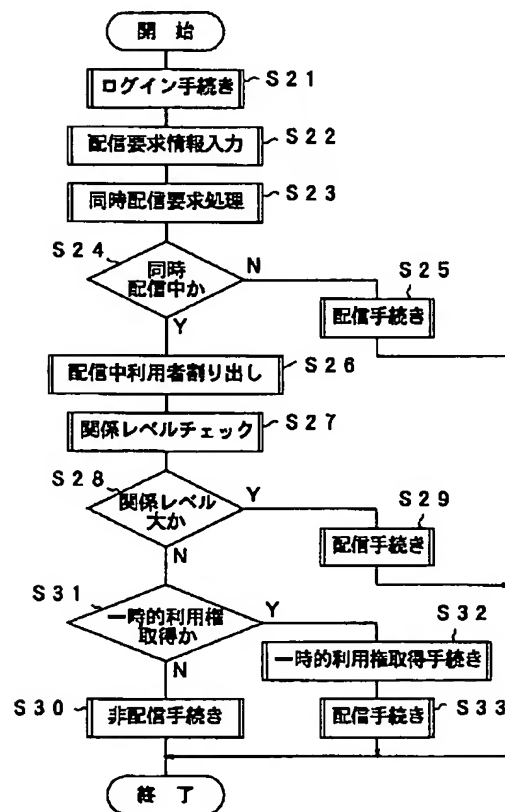 開 始
ログイン手続き S21
配信要求情報入力 S22
同時配信要求処理 S23
S24
同時
配信中か
N
Y
S25
配信手続き
配信中利用者割り出し S26
関係レベルチェック S27
S28
関係レベル
大か
Y
N
S29
配信手続き
S31
一時的利用権
取得か
Y
N
S32
一時的利用権取得手続き
S30 非配信手続き
配信手続き S33
終 了